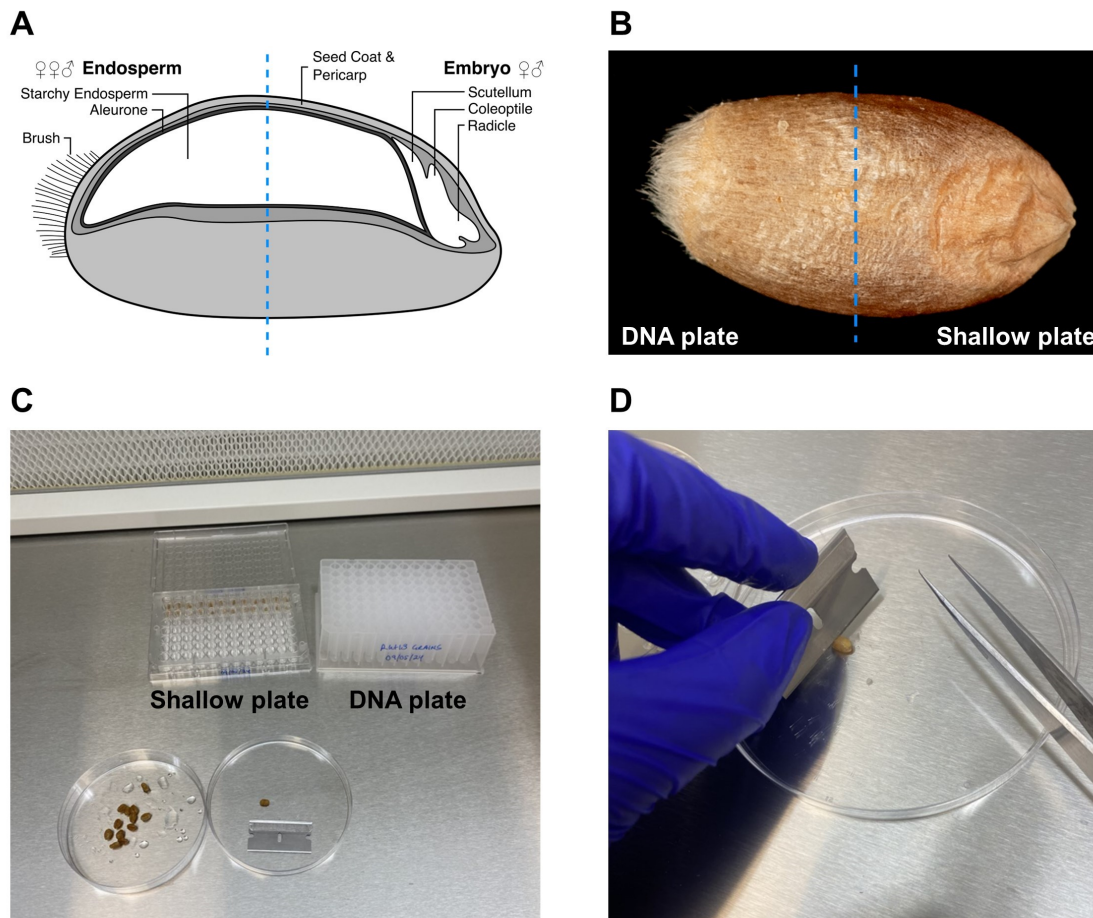 A
♀♀♂ Endosperm
Starchy Endosperm
Aleurone
Brush
Seed Coat &
Pericarp
Embryo ♀♂
Scutellum
Coleoptile
Radicle
B
DNA plate
Shallow plate
C
GRAINS
Shallow plate
DNA plate
D